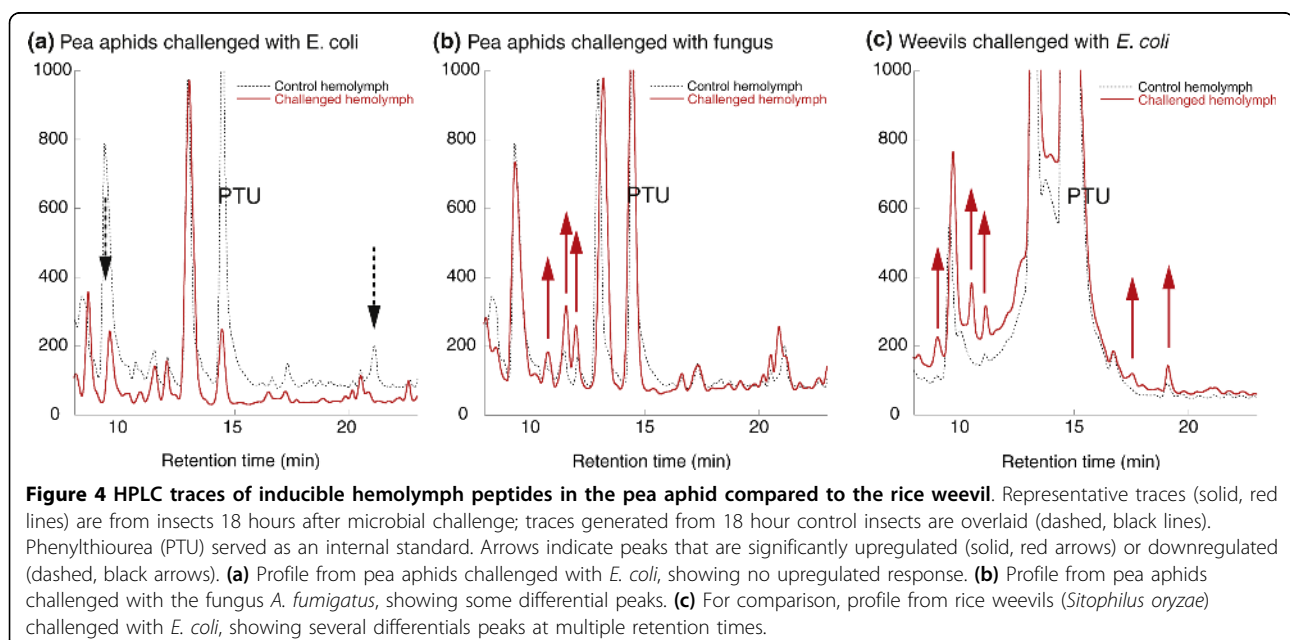 (a) Pea aphids challenged with E. coli
1000
800
600
400
200
0
Control hemolymph
Challenged hemolymph
PTU
10
15
20
Retention time (min)
(b) Pea aphids challenged with fungus
1000
800
600
400
200
0
Control hemolymph
Challenged hemolymph
PTU
10
15
20
Retention time (min)
(c) Weevils challenged with E. coli
1000
800
600
400
200
0
Control hemolymph
Challenged hemolymph
PTU
10
15
20
Retention time (min)
Figure 4 HPLC traces of inducible hemolymph peptides in the pea aphid compared to the rice weevil. Representative traces (solid, red
lines) are from insects 18 hours after microbial challenge; traces generated from 18 hour control insects are overlaid (dashed, black lines).
Phenylthiourea (PTU) served as an internal standard. Arrows indicate peaks that are significantly upregulated (solid, red arrows) or downregulated
(dashed, black arrows). (a) Profile from pea aphids challenged with E. coli, showing no upregulated response. (b) Profile from pea aphids
challenged with the fungus A. fumigatus, showing some differential peaks. (c) For comparison, profile from rice weevils (Sitophilus oryzae)
challenged with E. coli, showing several differentials peaks at multiple retention times.